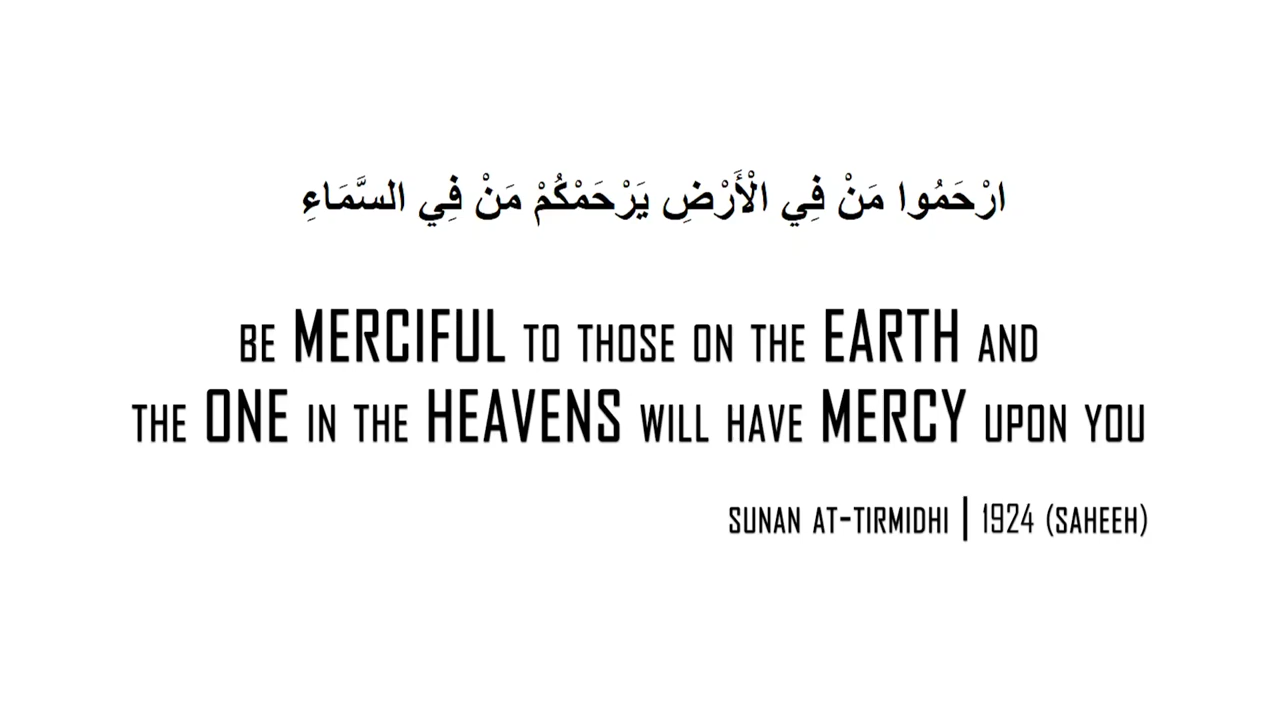 ارْحَمُوا مَنْ فِي الْأَرْضِ يَرْحَمْكُمْ مَنْ فِي السَّمَاءِ
BE MERCIFUL TO THOSE ON THE EARTH AND
THE ONE IN THE HEAVENS WILL HAVE MERCY UPON YOU
SUNAN AT-TIRMIDHI | 1924 (SAHEEH)